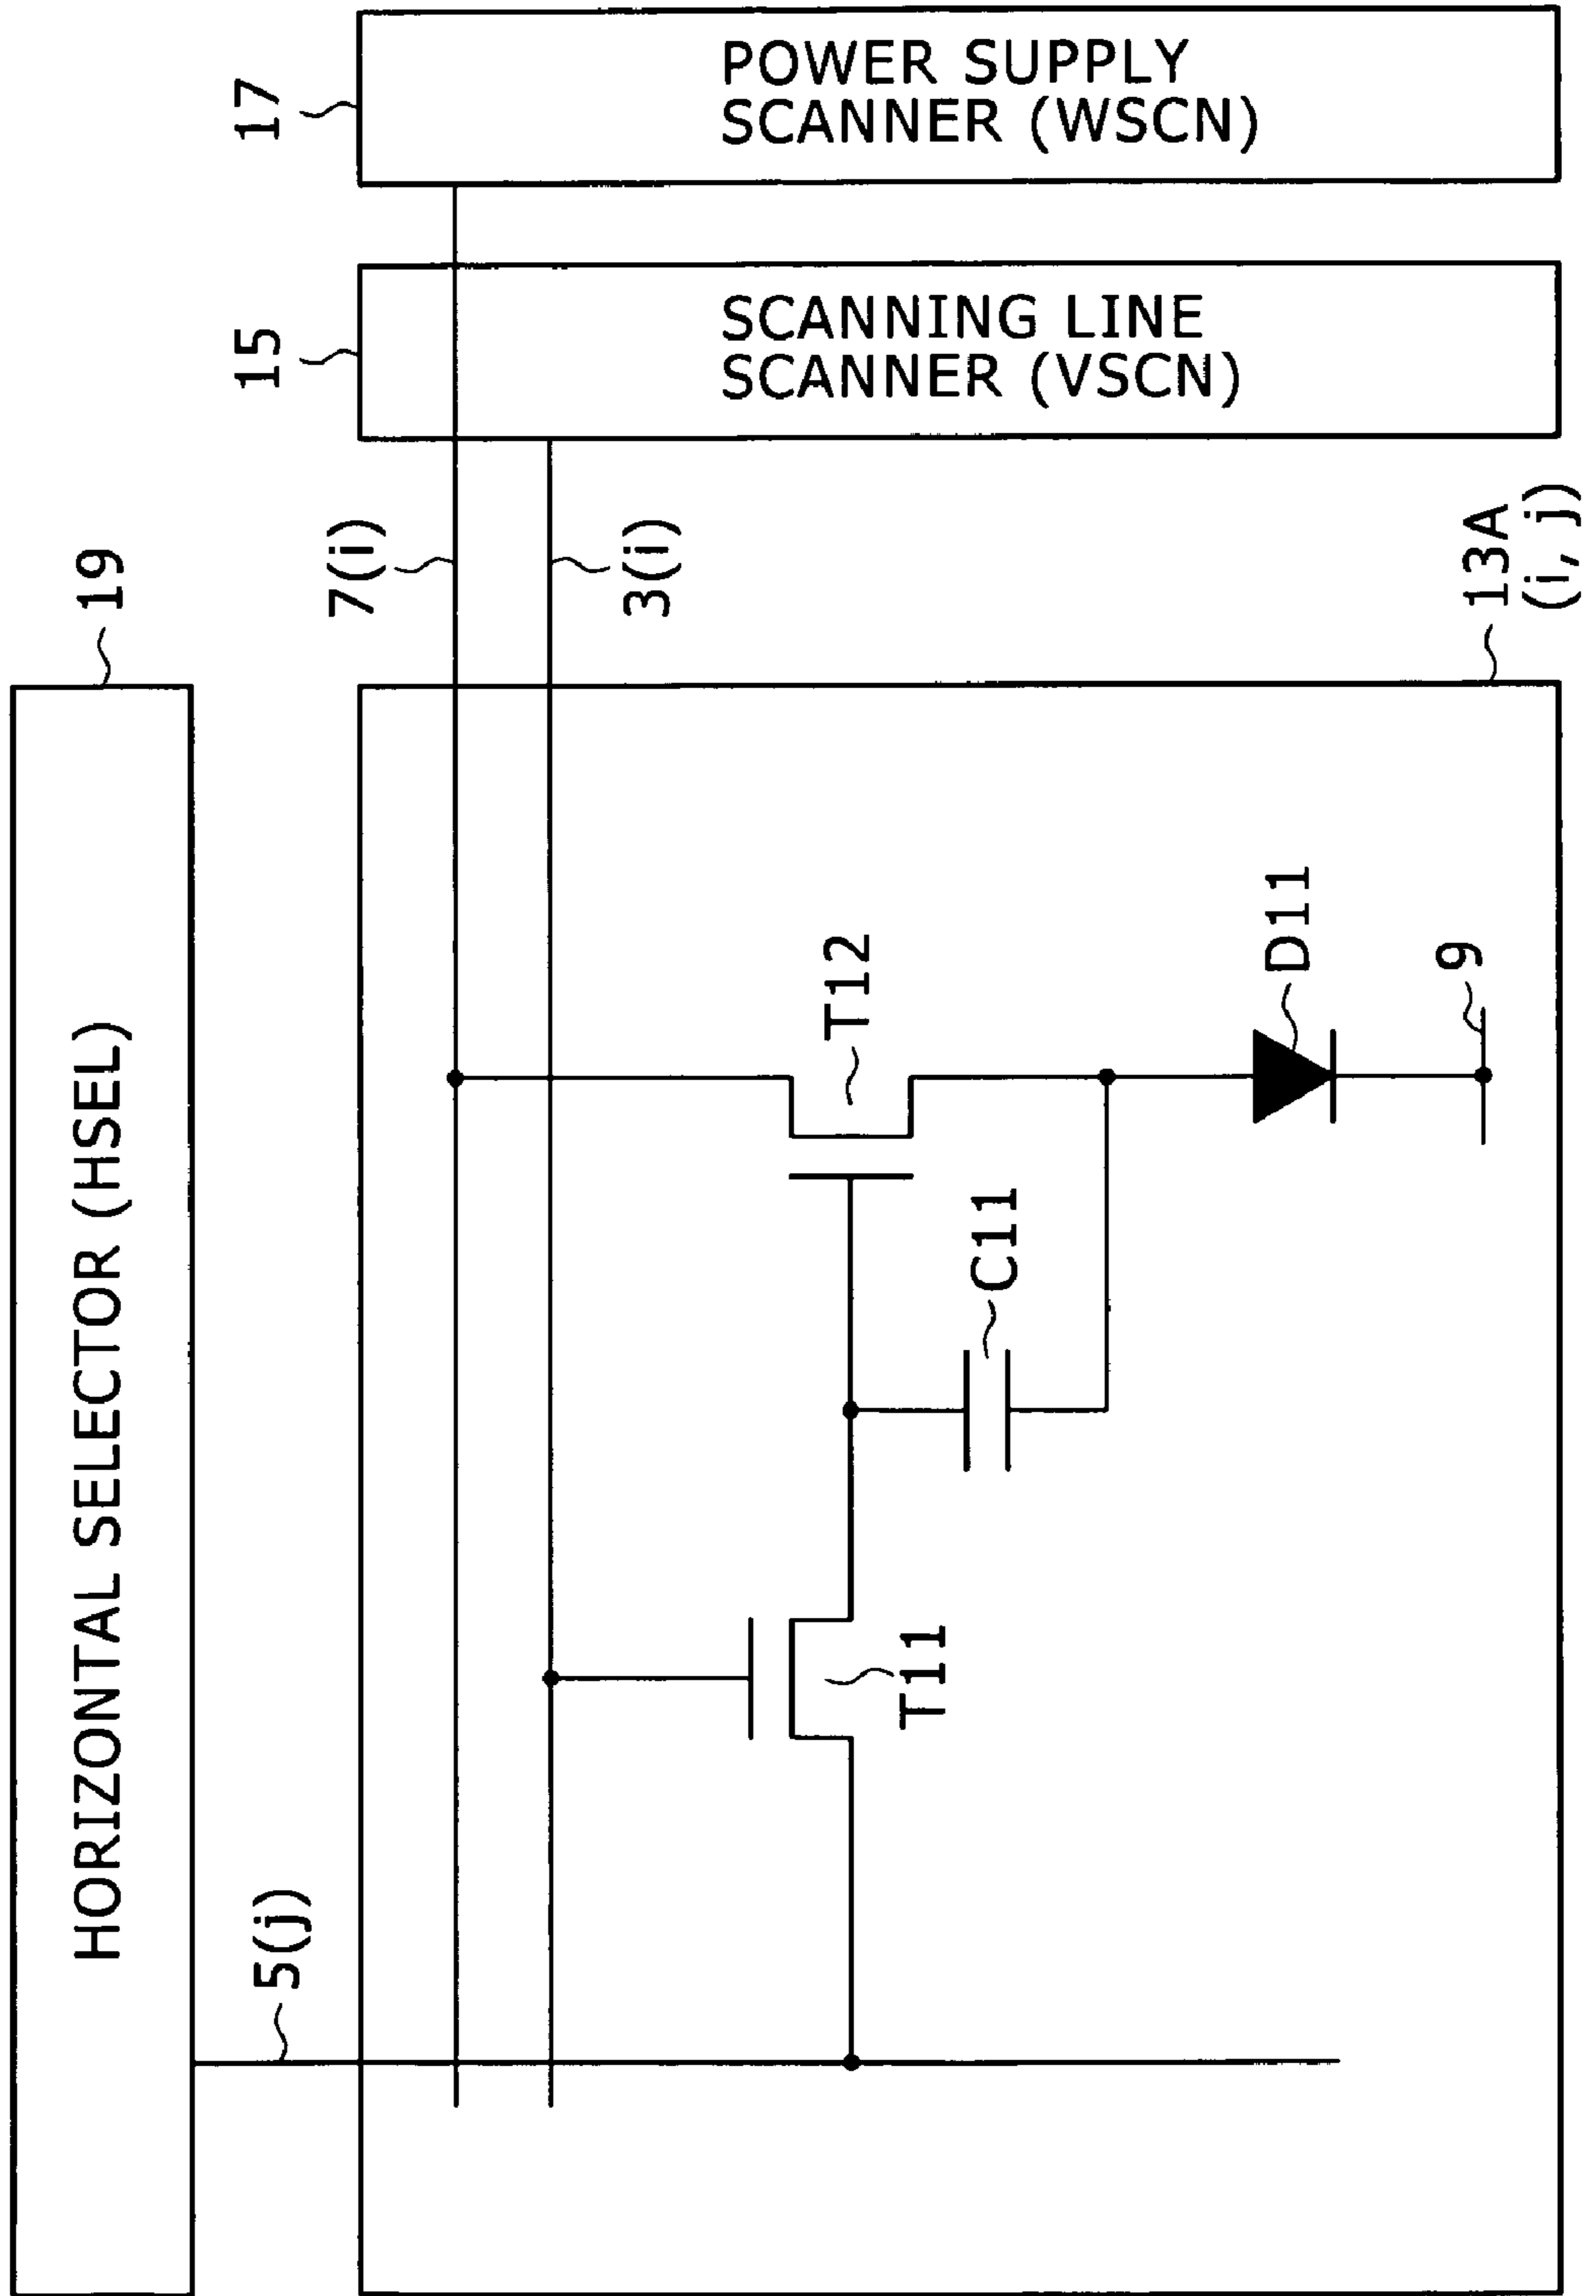 HORIZONTAL SELECTOR (HSEL)
19
5(j)
7(i)
3(i)
15
17
SCANNING LINE
SCANNER (VSCN)
POWER SUPPLY
SCANNER (WSCN)
T12
C11
T11
D11
9
13A
(i, j)